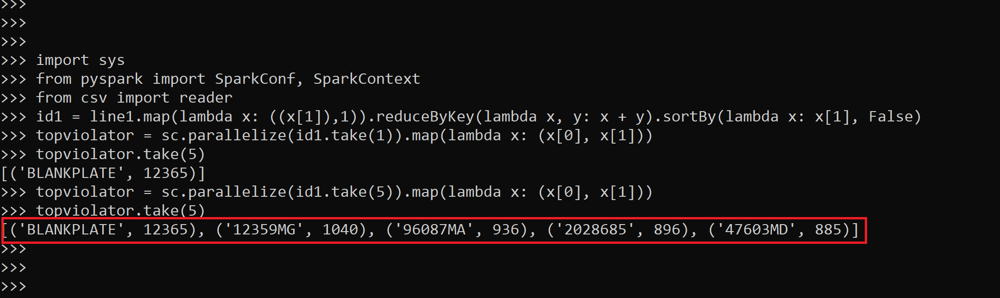 >>>
>>>
>>>
>>> import sys
>>> from pyspark import SparkConf, SparkContext
>>> from csv import reader
>>> id1 = line1.map(lambda x: ((x[1]),1)).reduceByKey(lambda x, y: x + y).sortBy(lambda x: x[1], False)
>>> topviolator = sc.parallelize(id1.take(1)).map(lambda x: (x[0], x[1]))
>>> topviolator.take(5)
[('BLANKPLATE', 12365)]
>>> topviolator = sc.parallelize(id1.take(5)).map(lambda x: (x[0], x[1]))
>>> topviolator.take(5)
[('BLANKPLATE', 12365), ('12359MG', 1040), ('96087MA', 936), ('2028685', 896), ('47603MD', 885)]
>>>
>>>
>>>